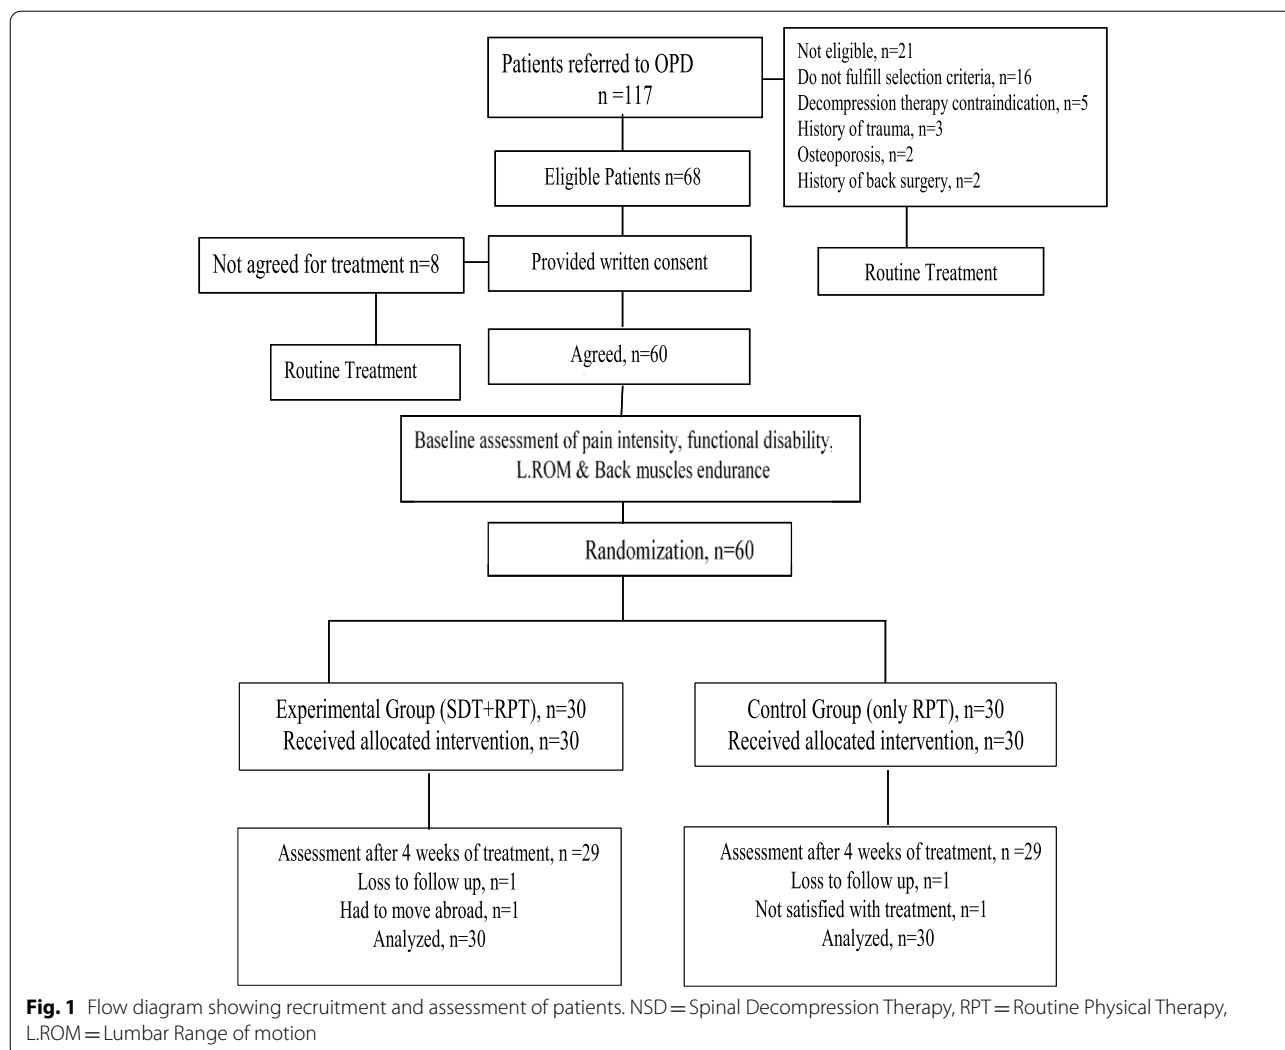 Patients referred to OPD
n =117
Not eligible, n=21
Do not fulfill selection criteria, n=16
Decompression therapy contraindication, n=5
History of trauma, n=3
Osteoporosis, n=2
History of back surgery, n=2
Eligible Patients n=68
Not agreed for treatment n=8
Provided written consent
Routine Treatment
Routine Treatment
Agreed, n=60
Baseline assessment of pain intensity, functional disability,
L.ROM & Back muscles endurance
Randomization, n=60
Experimental Group (SDT+RPT), n=30
Received allocated intervention, n=30
Control Group (only RPT), n=30
Received allocated intervention, n=30
Assessment after 4 weeks of treatment, n =29
Loss to follow up, n=1
Had to move abroad, n=1
Analyzed, n=30
Assessment after 4 weeks of treatment, n =29
Loss to follow up, n=1
Not satisfied with treatment, n=1
Analyzed, n=30
Fig. 1 Flow diagram showing recruitment and assessment of patients. NSD = Spinal Decompression Therapy, RPT = Routine Physical Therapy,
L.ROM = Lumbar Range of motion